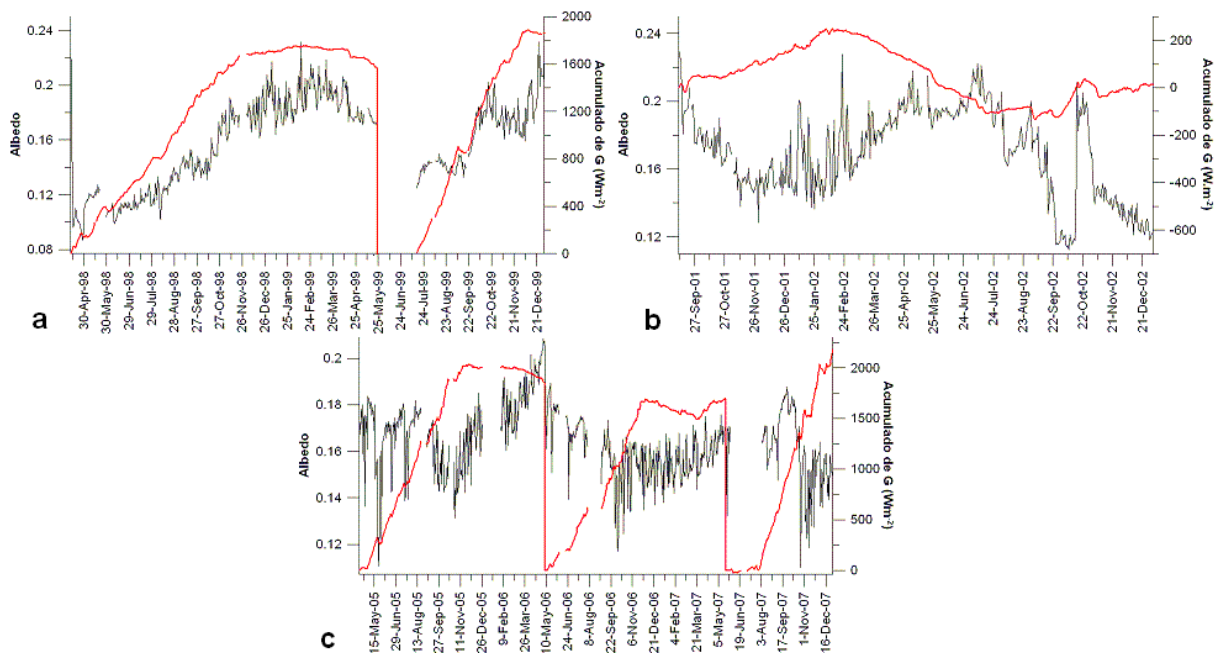 0.24
0.2
0.16
0.12
0.08
Albedo
2000
1600
1200
800
400
0
Acumulado de G (Wm-2)
30-Apr-98
30-May-98
29-Jun-98
29-Jul-98
28-Aug-98
27-Sep-98
27-Oct-98
26-Nov-98
26-Dec-98
25-Jan-99
24-Feb-99
26-Mar-99
25-Apr-99
25-May-99
24-Jun-99
24-Jul-99
23-Aug-99
22-Sep-99
22-Oct-99
21-Nov-99
21-Dec-99
a
0.24
0.2
0.16
0.12
Albedo
200
0
-200
-400
-600
Acumulado de G (W.m-2)
27-Sep-01
27-Oct-01
26-Nov-01
26-Dec-01
25-Jan-02
24-Feb-02
26-Mar-02
25-Apr-02
25-May-02
24-Jun-02
24-Jul-02
23-Aug-02
22-Sep-02
22-Oct-02
21-Nov-02
21-Dec-02
b
0.2
0.18
0.16
0.14
0.12
Albedo
2000
1500
1000
500
0
Acumulado de G (Wm-2)
15-May-05
29-Jun-05
13-Aug-05
27-Sep-05
11-Nov-05
26-Dec-05
9-Feb-06
26-Mar-06
10-May-06
24-Jun-06
8-Aug-06
22-Sep-06
6-Nov-06
21-Dec-06
4-Feb-07
21-Mar-07
5-May-07
19-Jun-07
3-Aug-07
17-Sep-07
1-Nov-07
16-Dec-07
c